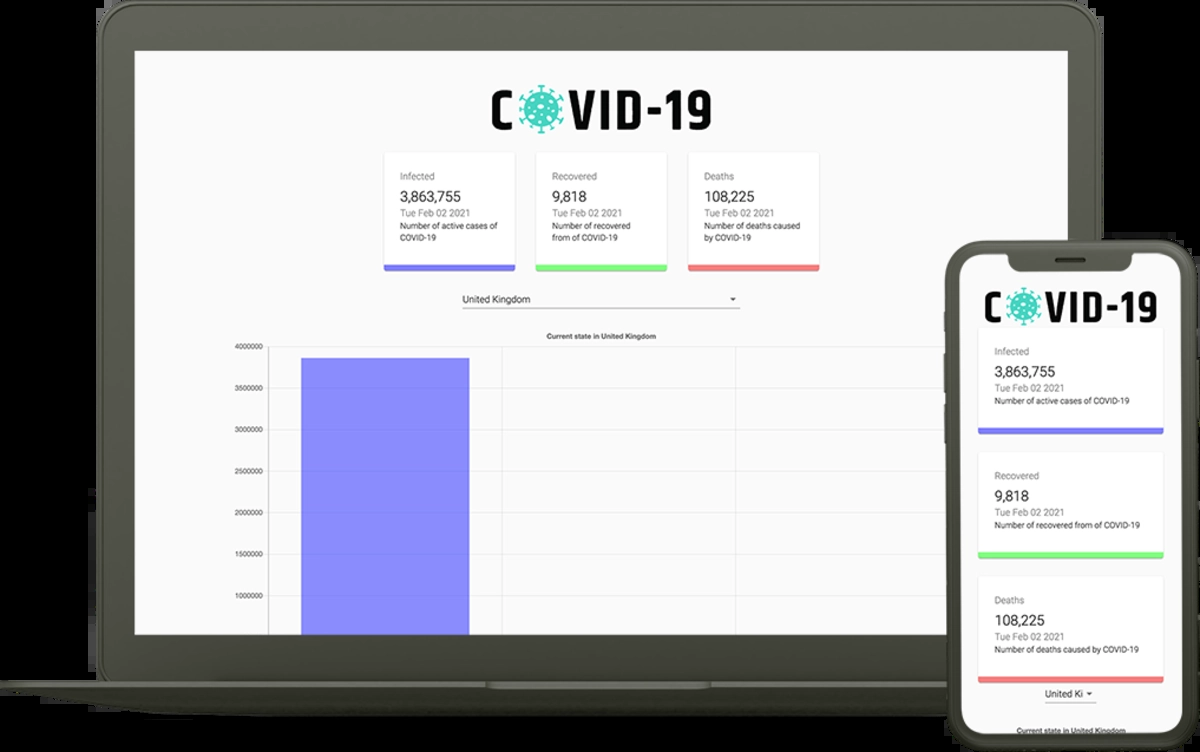 COVID-19
Infected
3,863,755
Tue Feb 02 2021
Number of active cases of
COVID-19
Recovered
9,818
Tue Feb 02 2021
Number of recovered
from of COVID-19
Deaths
108,225
Tue Feb 02 2021
Number of deaths caused
by COVID-19
United Kingdom
Current state in United Kingdom
4000000
3500000
3000000
2500000
2000000
1500000
1000000
COVID-19
Infected
3,863,755
Tue Feb 02 2021
Number of active cases of COVID-19
Recovered
9,818
Tue Feb 02 2021
Number of recovered from of COVID-19
Deaths
108,225
Tue Feb 02 2021
Number of deaths caused by COVID-19
United Ki
Current state in United Kingdom